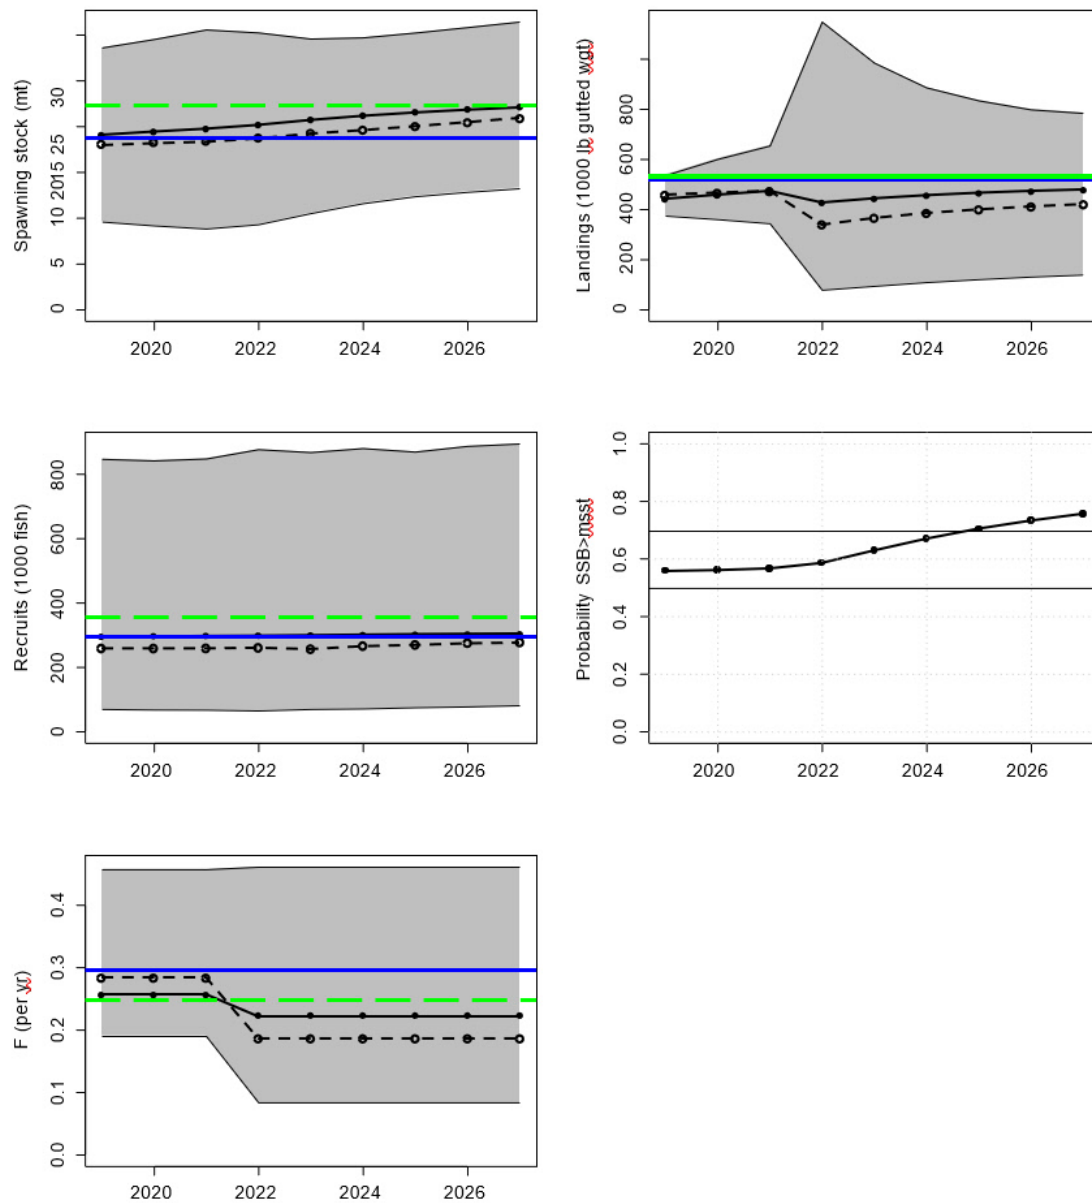 Spawning stock (mt)
0 5 10 15 20 25 30
2020 2022 2024 2026
Landings (1000 lb gutted wgt)
0 200 400 600 800
2020 2022 2024 2026
Recruits (1000 fish)
0 200 400 600 800
2020 2022 2024 2026
Probability SSB>msst
0.0 0.2 0.4 0.6 0.8 1.0
2020 2022 2024 2026
F (per yr)
0.0 0.1 0.2 0.3 0.4
2020 2022 2024 2026